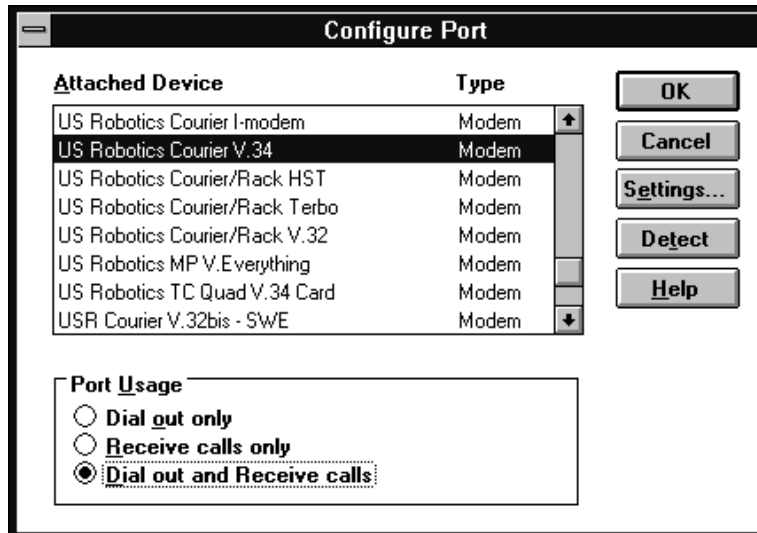 Configure Port
Attached Device Type
US Robotics Courier I-modem Modem
US Robotics Courier V.34 Modem
US Robotics Courier/Rack HST Modem
US Robotics Courier/Rack Terbo Modem
US Robotics Courier/Rack V.32 Modem
US Robotics MP V.Everything Modem
US Robotics TC Quad V.34 Card Modem
USR Courier V.32bis - SWE Modem
OK
Cancel
Settings...
Detect
Help
Port Usage
Dial out only
Receive calls only
Dial out and Receive calls